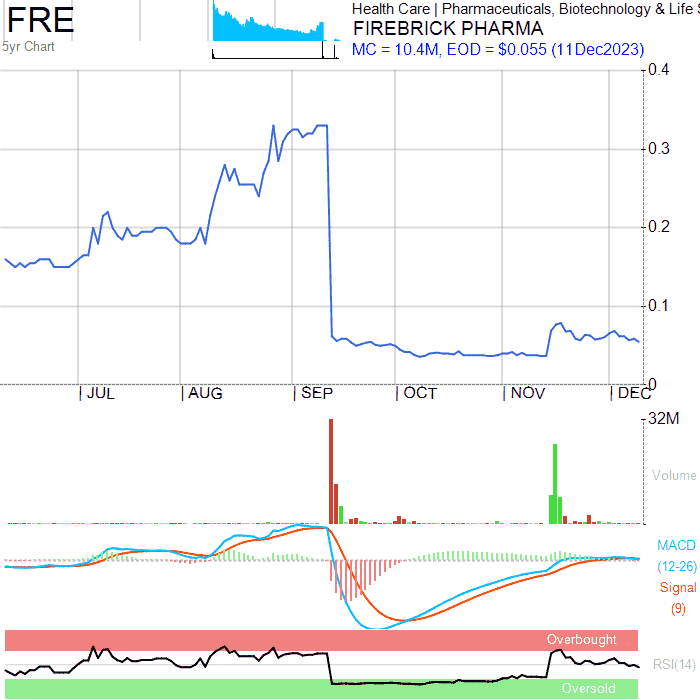 FRE
5yr Chart
Health Care | Pharmaceuticals, Biotechnology & Life S
FIREBRICK PHARMA
MC = 10.4M, EOD = $0.055 (11Dec2023)
0.4
0.3
0.2
0.1
0
JUL AUG SEP OCT NOV DEC
32M
Volume
MACD
(12-26)
Signal
(9)
Overbought
RSI(14)
Oversold